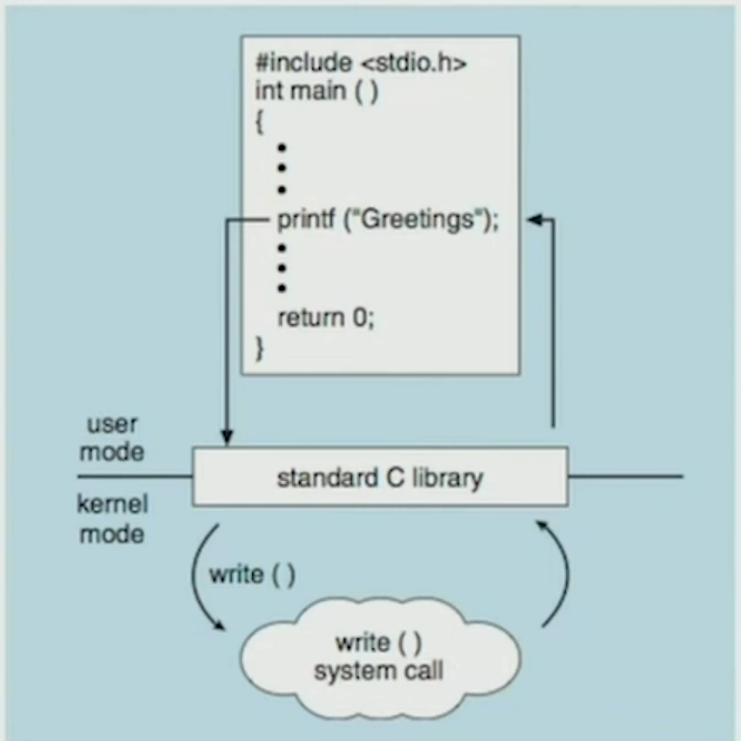 #include <stdio.h>
int main ( )
{
•
•
•
printf ("Greetings");
•
•
•
return 0;
}
user
mode
standard C library
kernel
mode
write ( )
write ( )
system call